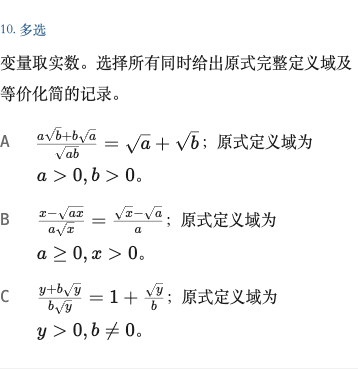 10. 多选
变量取实数。选择所有同时给出原式完整定义域及
等价化简的记录。
A $\frac{a\sqrt{b}+b\sqrt{a}}{\sqrt{ab}} = \sqrt{a} + \sqrt{b}$；原式定义域为
$a > 0, b > 0$。
B $\frac{x-\sqrt{ax}}{a\sqrt{x}} = \frac{\sqrt{x}-\sqrt{a}}{a}$；原式定义域为
$a \geq 0, x > 0$。
C $\frac{y+b\sqrt{y}}{b\sqrt{y}} = 1 + \frac{\sqrt{y}}{b}$；原式定义域为
$y > 0, b \neq 0$。